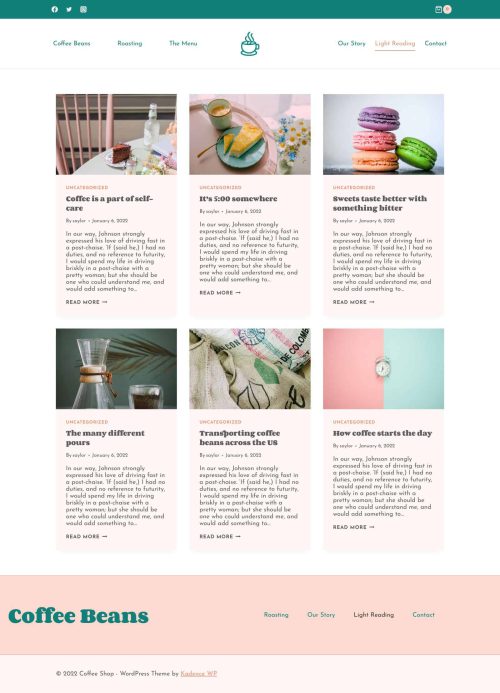 Coffee Beans Roasting The Menu Our Story Light Reading Contact
UNCATEGORIZED
Coffee is a part of self-
care
By saylor - January 6, 2022
In our way, Johnson strongly
expressed his love of driving fast in
a post-chaise. 'If (said he,) I had no
duties, and no reference to futurity,
I would spend my life in driving
briskly in a post-chaise with a
pretty woman; but she should be
one who could understand me, and
would add something to...
READ MORE →
UNCATEGORIZED
It's 5:00 somewhere
By saylor - January 6, 2022
In our way, Johnson strongly
expressed his love of driving fast in
a post-chaise. 'If (said he,) I had no
duties, and no reference to futurity,
I would spend my life in driving
briskly in a post-chaise with a
pretty woman; but she should be
one who could understand me, and
would add something to...
READ MORE →
UNCATEGORIZED
Sweets taste better with
something bitter
By saylor - January 6, 2022
In our way, Johnson strongly
expressed his love of driving fast in
a post-chaise. 'If (said he,) I had no
duties, and no reference to futurity,
I would spend my life in driving
briskly in a post-chaise with a
pretty woman; but she should be
one who could understand me, and
would add something to...
READ MORE →
DE COLOM
UNCATEGORIZED
The many different
pours
By saylor - January 6, 2022
In our way, Johnson strongly
expressed his love of driving fast in
a post-chaise. 'If (said he,) I had no
duties, and no reference to futurity,
I would spend my life in driving
briskly in a post-chaise with a
pretty woman; but she should be
one who could understand me, and
would add something to...
READ MORE →
UNCATEGORIZED
Transporting coffee
beans across the US
By saylor - January 6, 2022
In our way, Johnson strongly
expressed his love of driving fast in
a post-chaise. 'If (said he,) I had no
duties, and no reference to futurity,
I would spend my life in driving
briskly in a post-chaise with a
pretty woman; but she should be
one who could understand me, and
would add something to...
READ MORE →
UNCATEGORIZED
How coffee starts the day
By saylor - January 6, 2022
In our way, Johnson strongly
expressed his love of driving fast in
a post-chaise. 'If (said he,) I had no
duties, and no reference to futurity,
I would spend my life in driving
briskly in a post-chaise with a
pretty woman; but she should be
one who could understand me, and
would add something to...
READ MORE →
Coffee Beans
Roasting Our Story Light Reading Contact
© 2022 Coffee Shop - WordPress Theme by Kadence WP